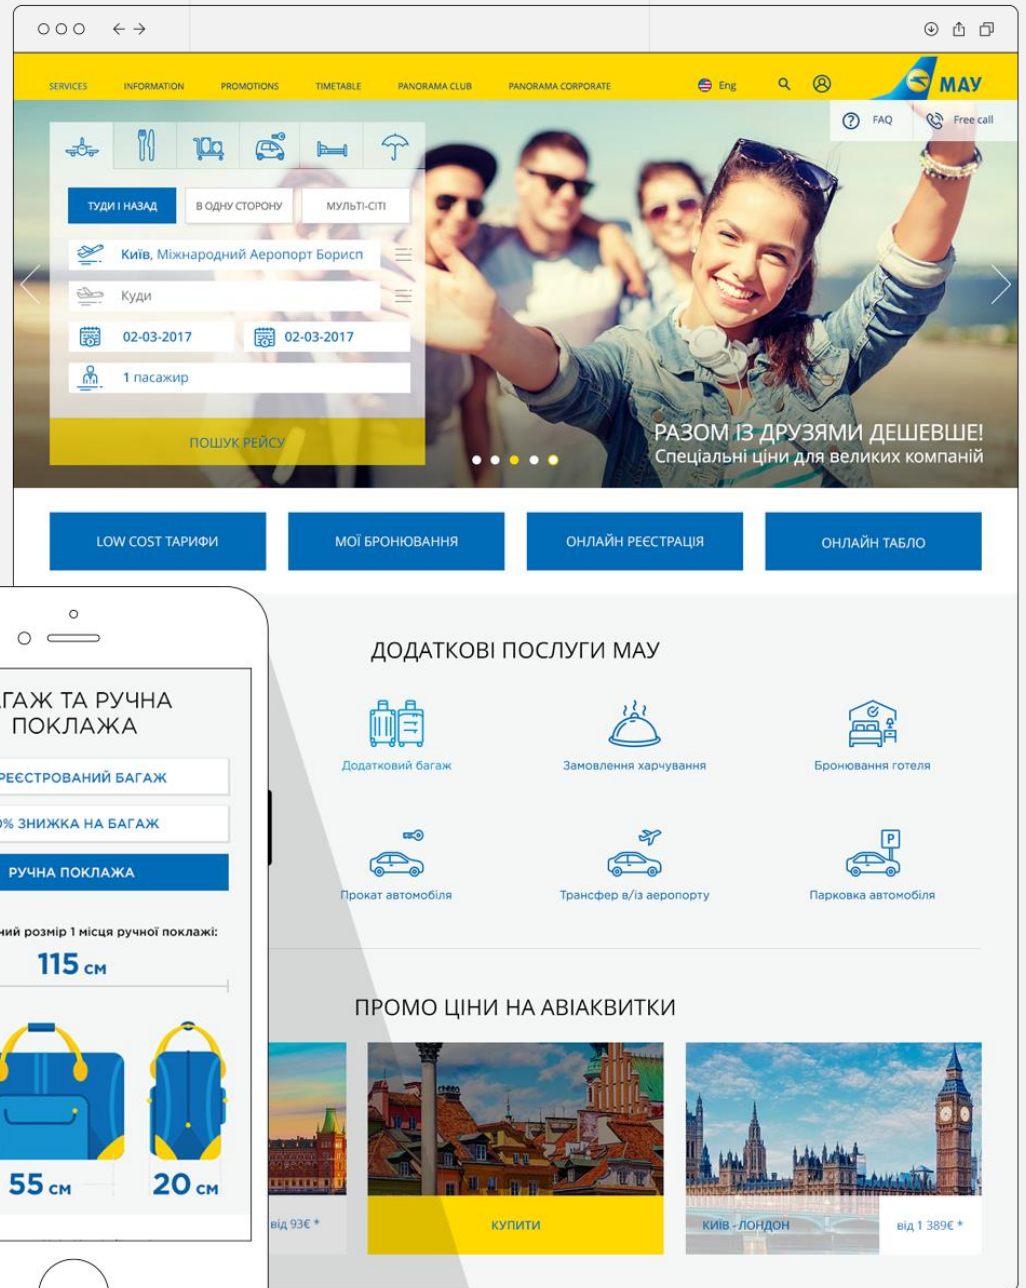 SERVICES
INFORMATION
PROMOTIONS
TIMETABLE
PANORAMA CLUB
PANORAMA CORPORATE
Eng
МАУ
FAQ
Free call
ТУДИ І НАЗАД
В ОДНУ СТОРОНУ
МУЛЬТІ-СІТІ
Київ, Міжнародний Аеропорт Борисп
Куди
02-03-2017
02-03-2017
1 пасажир
ПОШУК РЕЙСУ
РАЗОМ ІЗ ДРУЗЯМИ ДЕШЕВШЕ!
Спеціальні ціни для великих компаній
LOW COST ТАРИФИ
МОЇ БРОНЮВАННЯ
ОНЛАЙН РЕЄСТРАЦІЯ
ОНЛАЙН ТАБЛО
ДОДАТКОВІ ПОСЛУГИ МАУ
Додатковий багаж
Замовлення харчування
Бронювання готеля
Прокат автомобіля
Трансфер в/із аеропорту
P
Парковка автомобіля
ПРОМО ЦІНИ НА АВІАКВИТКИ
від 93€ *
КУПИТИ
КИЇВ - ЛОНДОН
від 1 389€ *
ГАЖ ТА РУЧНА
ПОКЛАЖА
РЕЄСТРОВАНИЙ БАГАЖ
% ЗНИЖКА НА БАГАЖ
РУЧНА ПОКЛАЖА
ний розмір 1 місця ручної поклажі:
115 см
55 см
20 см